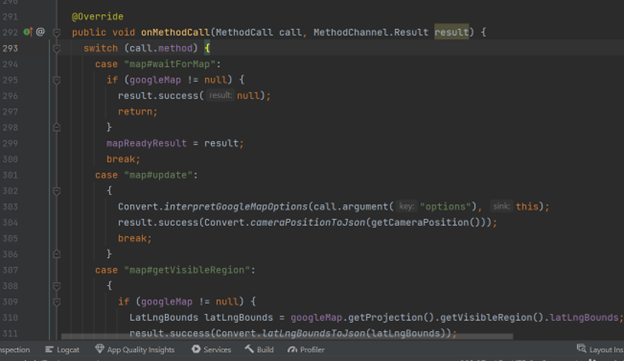 291 @Override
292 public void onMethodCall(MethodCall call, MethodChannel.Result result) {
293 switch (call.method) {
294 case "map#waitForMap":
295 if (googleMap != null) {
296 result.success( result: null);
297 return;
298 }
299 mapReadyResult = result;
300 break;
301 case "map#update":
302 {
303 Convert.interpretGoogleMapOptions(call.argument( key: "options"), sink: this);
304 result.success(Convert.cameraPositionToJson(getCameraPosition()));
305 break;
306 }
307 case "map#getVisibleRegion":
308 {
309 if (googleMap != null) {
310 LatLngBounds latLngBounds = googleMap.getProjection().getVisibleRegion().latLngBounds;
311 result.success(Convert.latLngBoundsToJson(latLngBounds));
nspection Logcat App Quality Insights Services Build Profiler Layout Ins